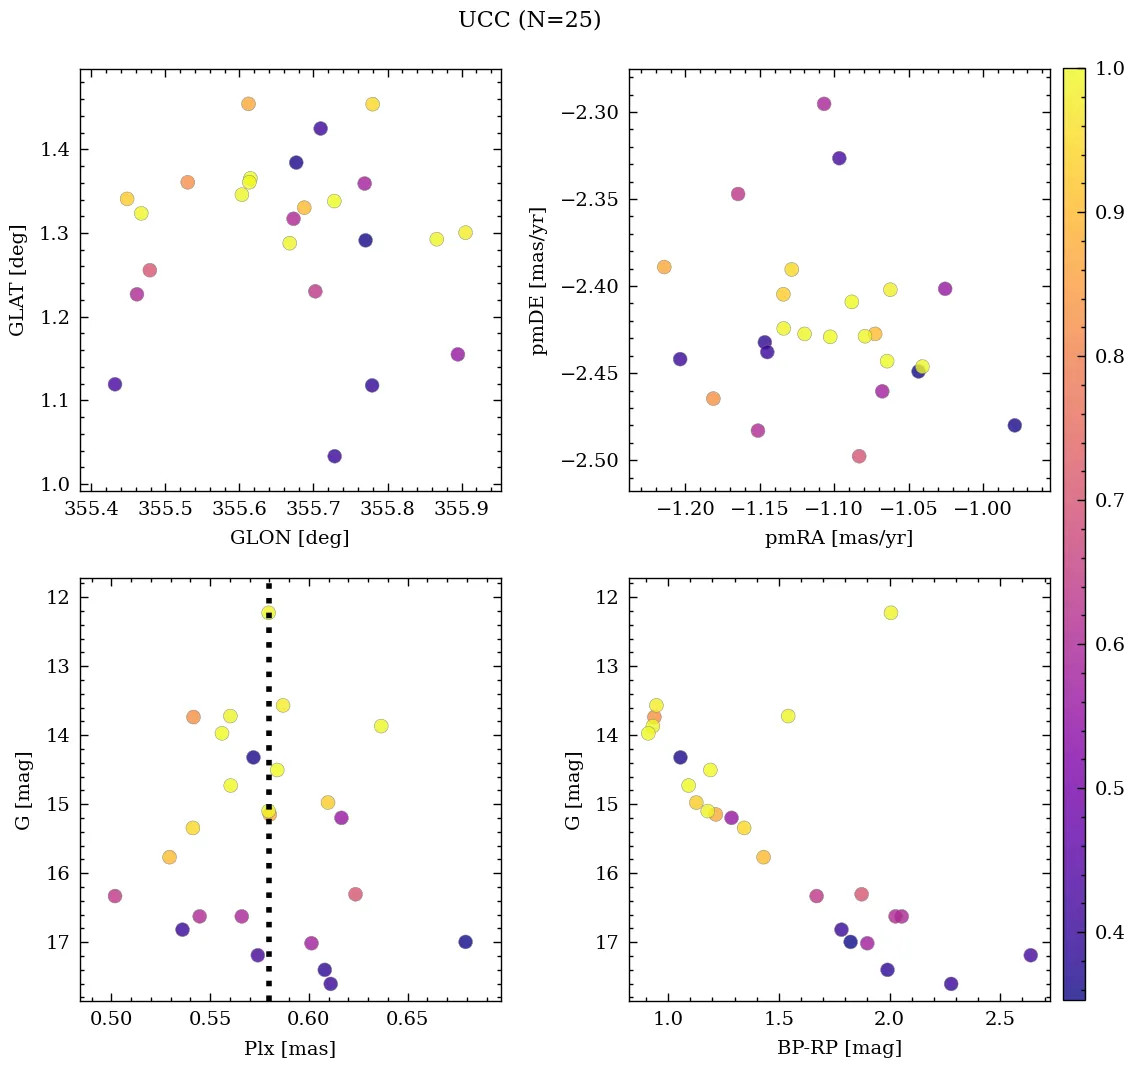 UCC (N=25)
1.4
1.3
1.2
1.1
1.0
GLAT [deg]
355.4 355.5 355.6 355.7 355.8 355.9
GLON [deg]
−2.30
−2.35
−2.40
−2.45
−2.50
pmDE [mas/yr]
−1.20 −1.15 −1.10 −1.05 −1.00
pmRA [mas/yr]
12
13
14
15
16
17
G [mag]
0.50 0.55 0.60 0.65
Plx [mas]
12
13
14
15
16
17
G [mag]
1.0 1.5 2.0 2.5
BP-RP [mag]
1.0
0.9
0.8
0.7
0.6
0.5
0.4